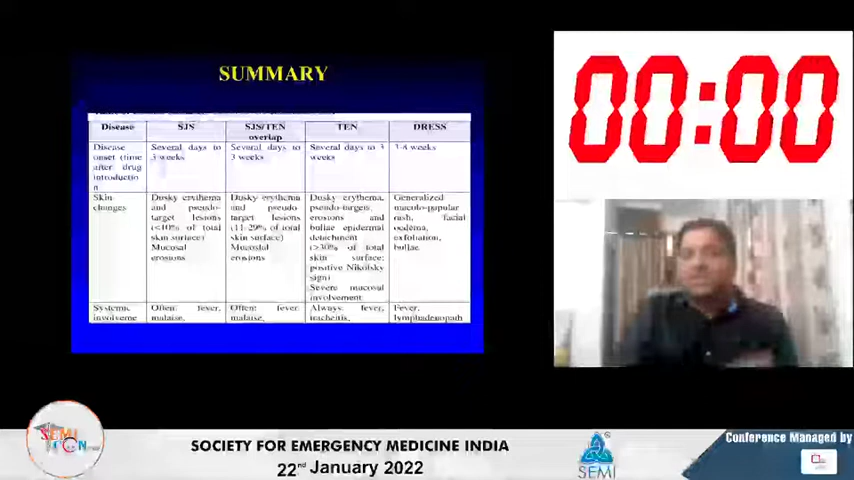 SUMMARY
Disease SJS SJS/TEN overlap TEN DRESS
Disease onset (time after drug introduction Several days to 3 weeks Several days to 3 weeks Several days to 3 weeks weeks
Skin changes Dusky erythema and pseudo-target lesions (<10% of total skin surface) Mucosal erosions Dusky erythema and pseudo-target lesions (11-29% of total skin surface) Mucosal erosions Dusky erythema, pseudo-targets, erosions and bullae epidermal detachment (>30% of total skin surface; positive Nikolsky sign) Severe mucosal involvement Generalized maculo-papular rash, facial oedema, exfoliation, bullae
Systemic involveme Often: fever, malaise, Often: fever, malaise, Always: fever, Fever,
00:00
SEMI
SOCIETY FOR EMERGENCY MEDICINE INDIA
22nd January 2022
SEMI
Conference Managed by